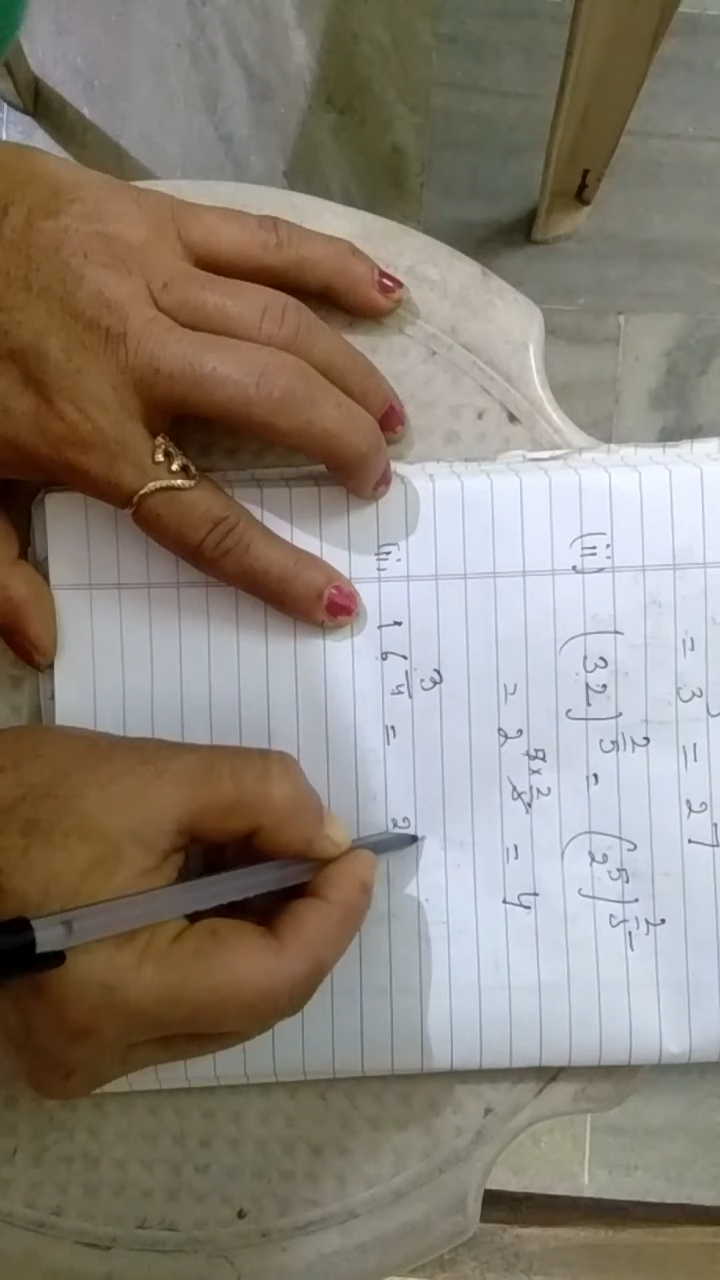 = 3 = 27
(ii) (32)^2/5 = (2^5)^2/5
= 2^5×2/5 = 4
(iii) 16^3/4 = 2